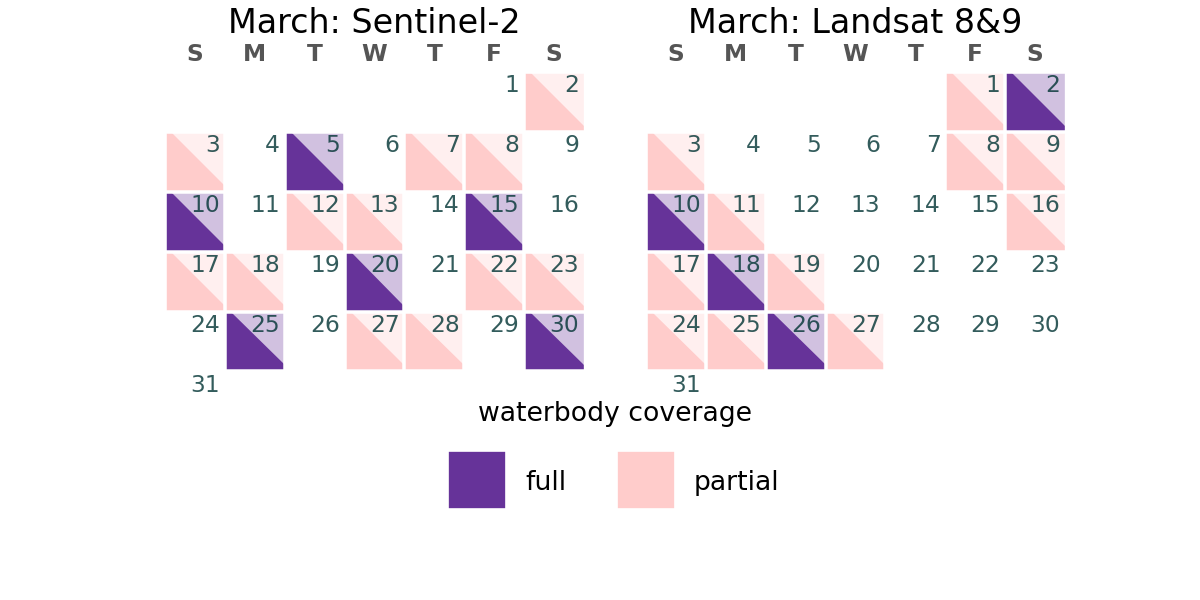 March: Sentinel-2
S M T W T F S
1 2
3 4 5 6 7 8 9
10 11 12 13 14 15 16
17 18 19 20 21 22 23
24 25 26 27 28 29 30
31
March: Landsat 8&9
S M T W T F S
1 2
3 4 5 6 7 8 9
10 11 12 13 14 15 16
17 18 19 20 21 22 23
24 25 26 27 28 29 30
31
waterbody coverage
full partial